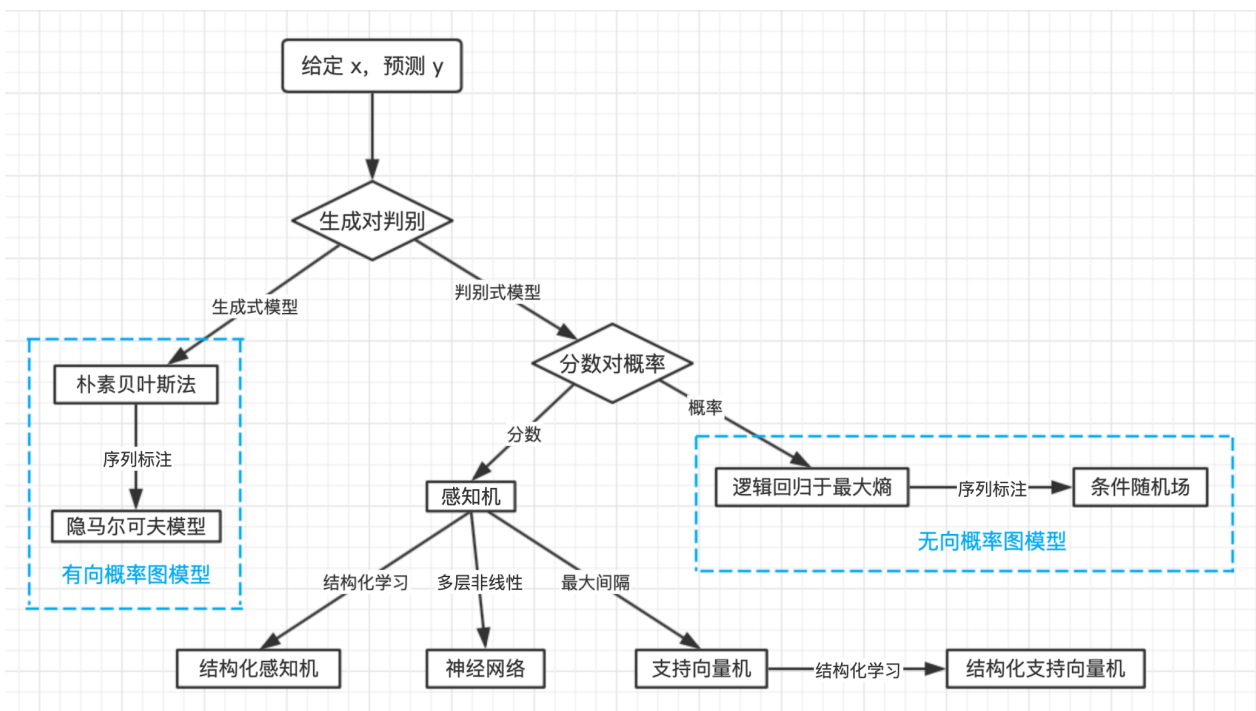 给定 x，预测 y
生成对判别
生成式模型
判别式模型
朴素贝叶斯法
分数对概率
概率
分数
序列标注
感知机
逻辑回归于最大熵
序列标注
条件随机场
隐马尔可夫模型
无向概率图模型
有向概率图模型
结构化学习
多层非线性
最大间隔
结构化感知机
神经网络
支持向量机
结构化学习
结构化支持向量机